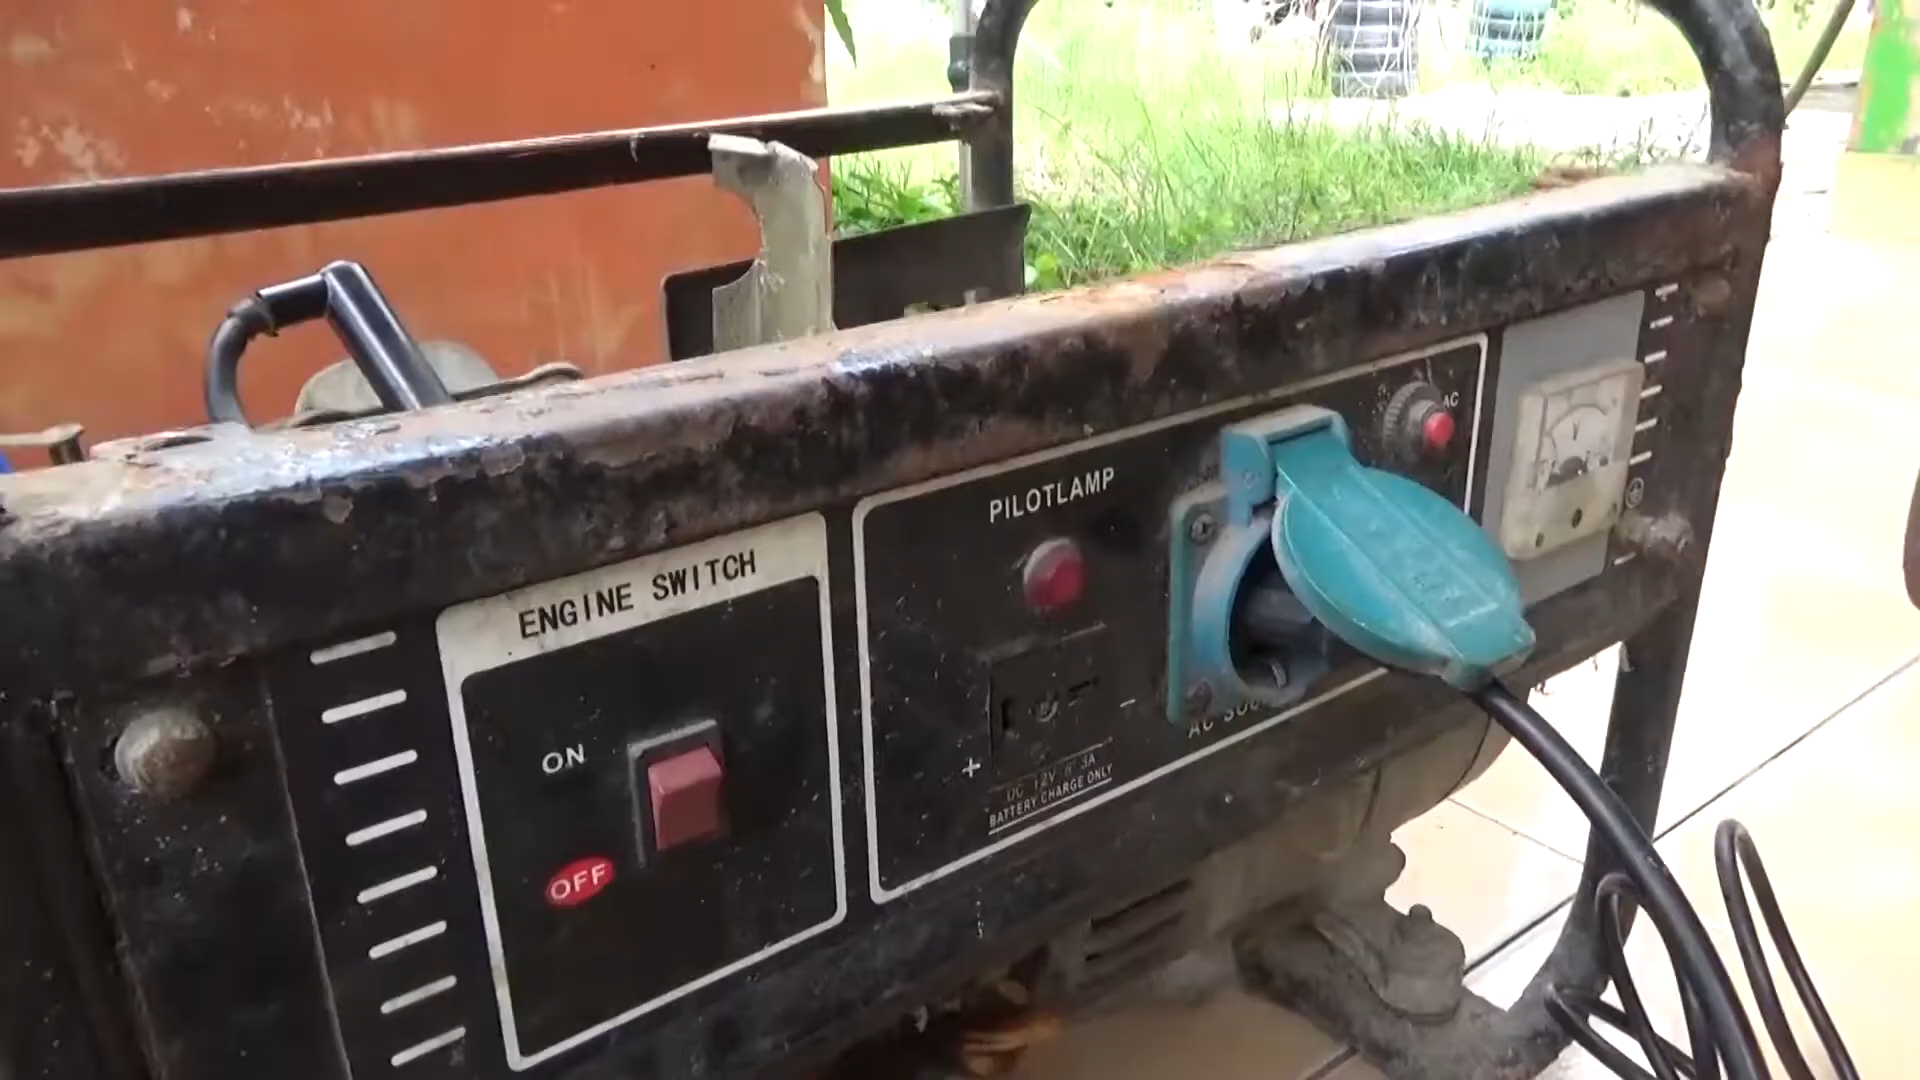 ENGINE SWITCH
ON
OFF
PILOTLAMP
+
-
DC 12V 8.3A
BATTERY CHARGE ONLY
AC
V